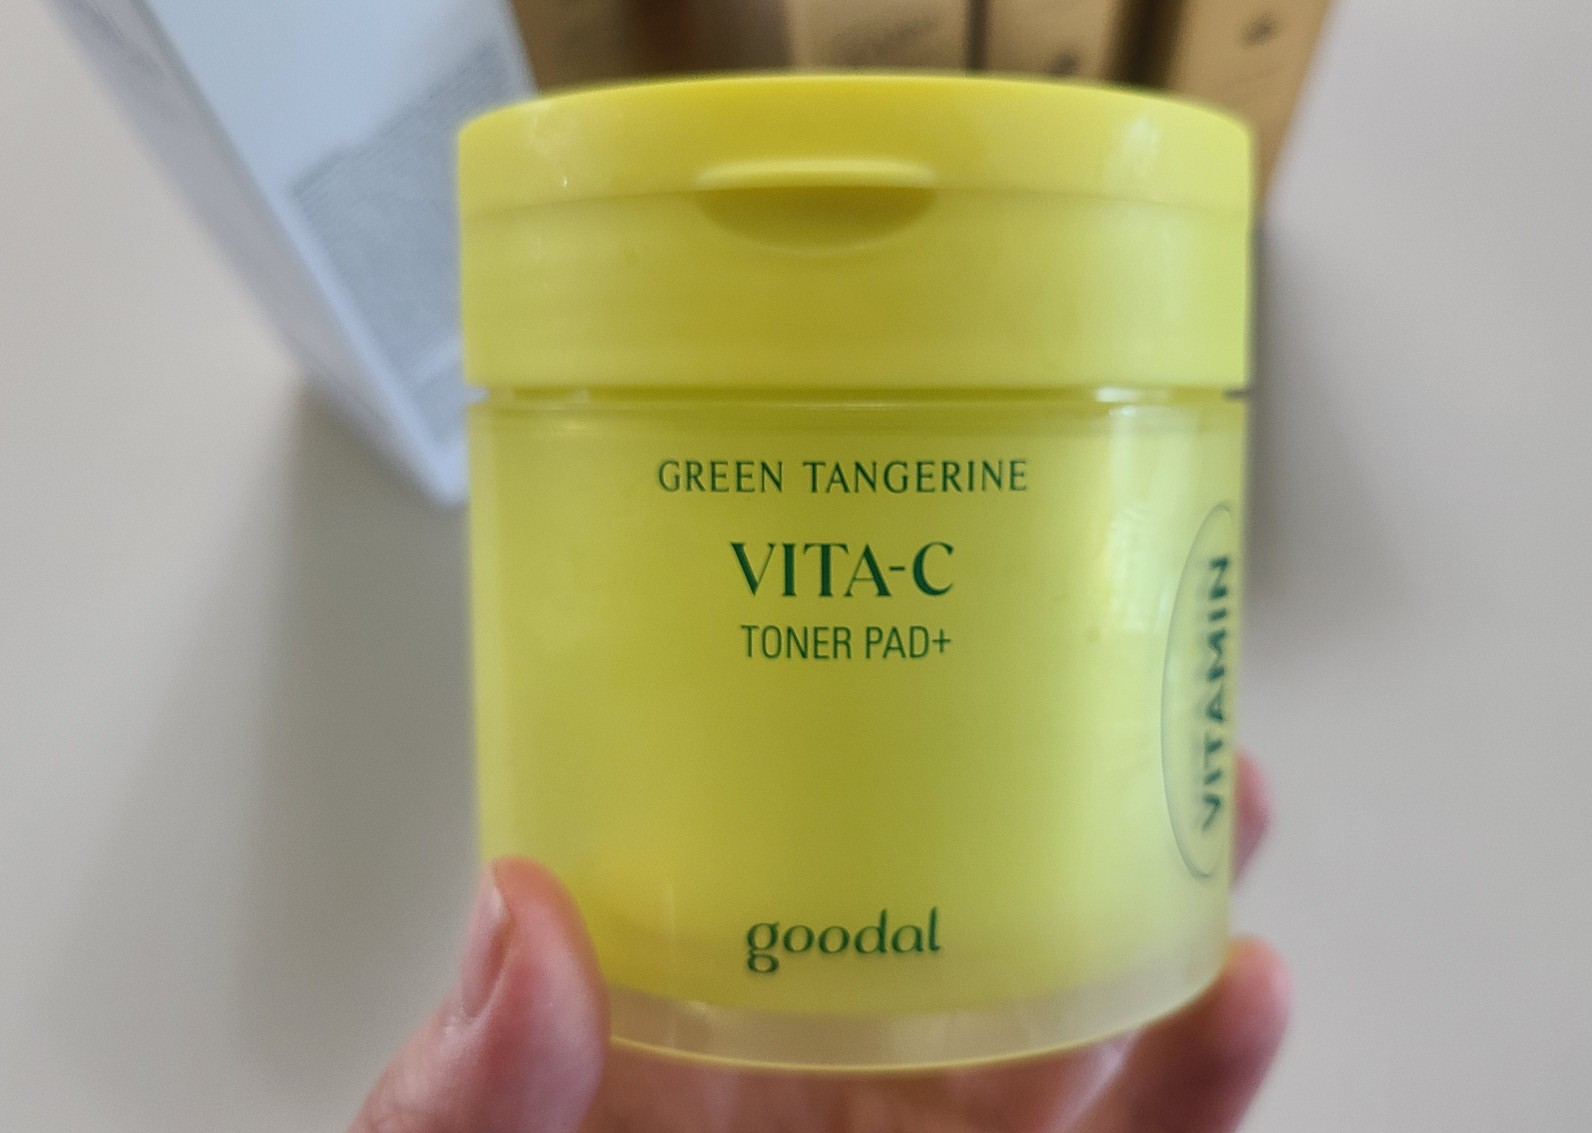 GREEN TANGERINE
VITA-C
TONER PAD+
goodal
VITAMIN